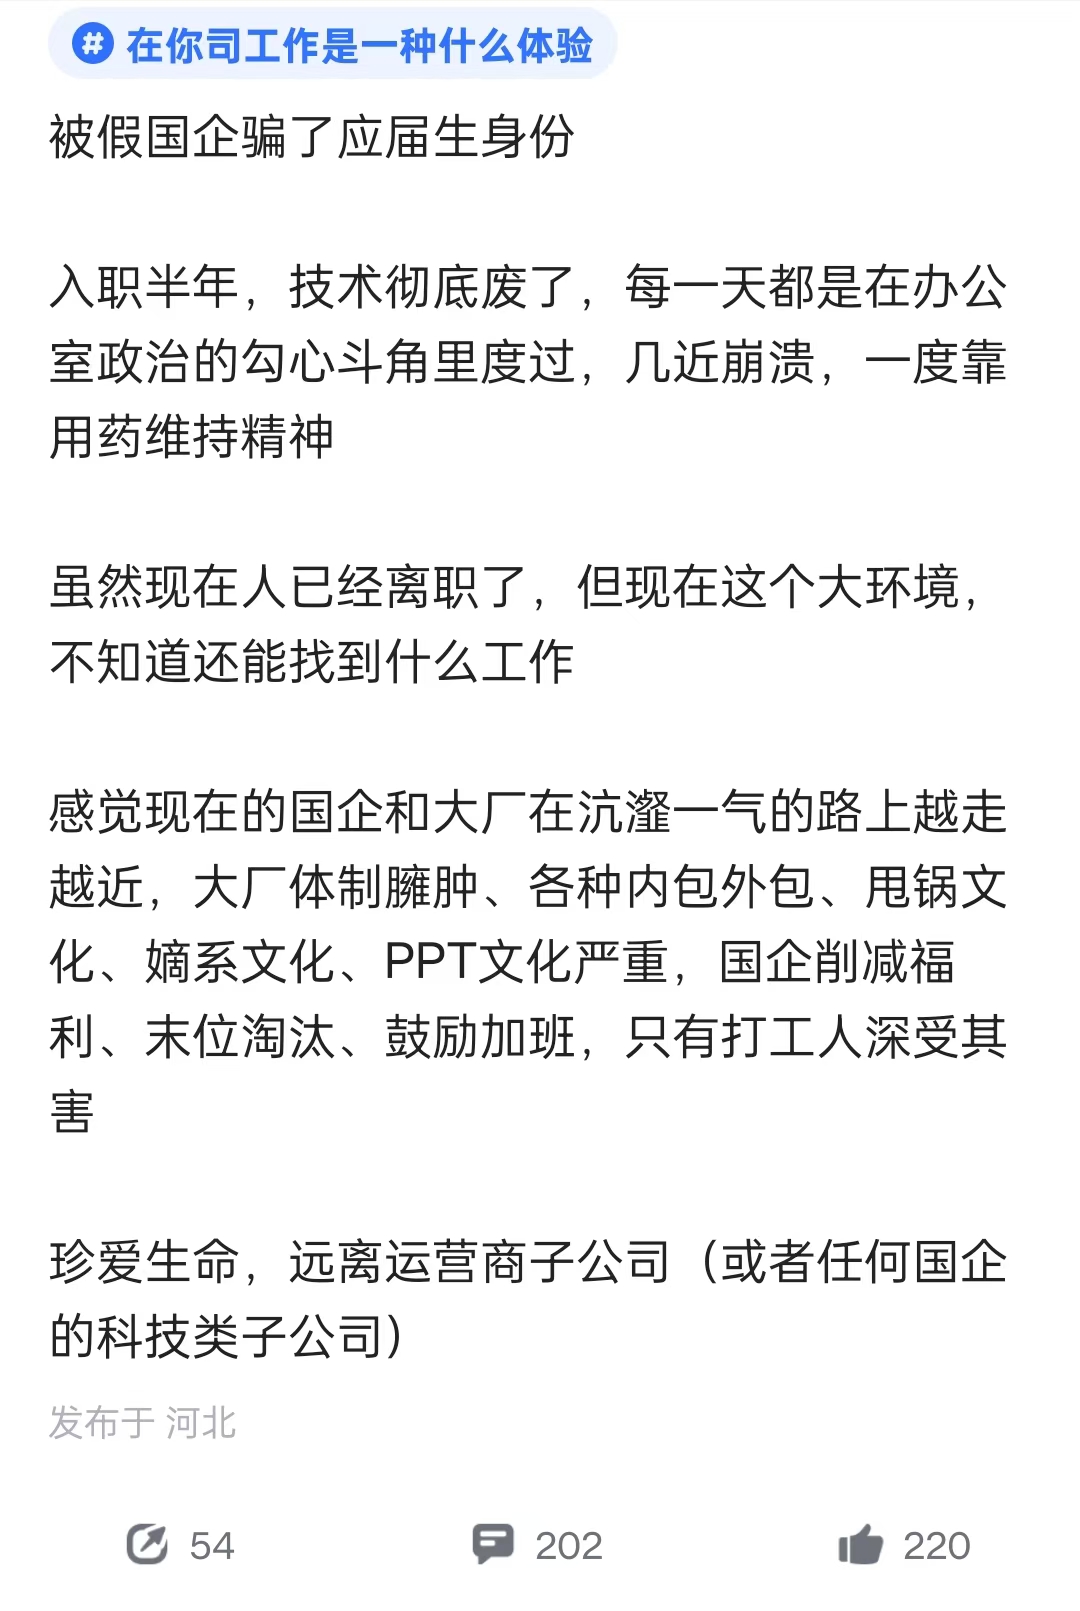 # 在你司工作是一种什么体验
被假国企骗了应届生身份
入职半年，技术彻底废了，每一天都是在办公
室政治的勾心斗角里度过，几近崩溃，一度靠
用药维持精神
虽然现在人已经离职了，但现在这个大环境，
不知道还能找到什么工作
感觉现在的国企和大厂在沆瀣一气的路上越走
越近，大厂体制臃肿、各种内包外包、甩锅文
化、嫡系文化、PPT文化严重，国企削减福
利、末位淘汰、鼓励加班，只有打工人深受其
害
珍爱生命，远离运营商子公司（或者任何国企
的科技类子公司）
发布于 河北
54 202 220